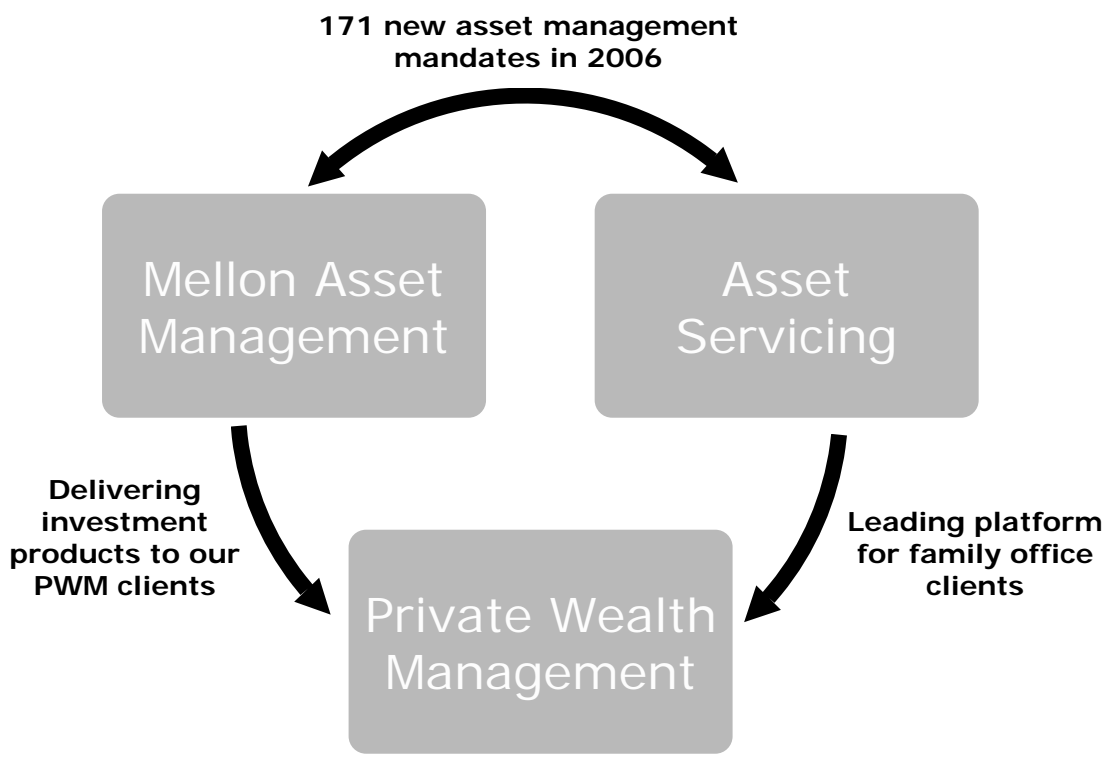 171 new asset management
mandates in 2006
Mellon Asset
Management
Asset
Servicing
Delivering
investment
products to our
PWM clients
Leading platform
for family office
clients
Private Wealth
Management